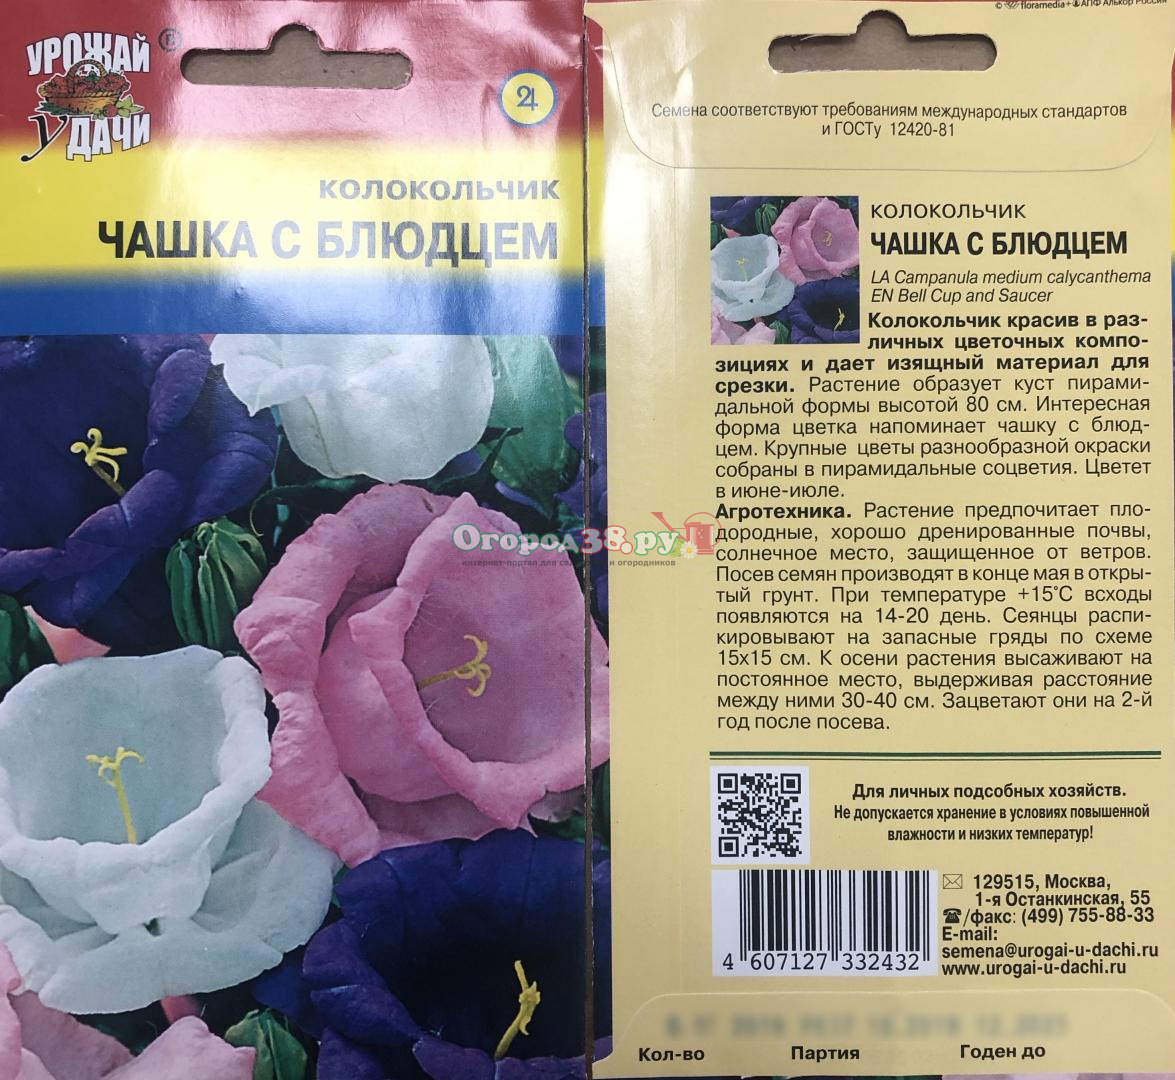 УРОЖАЙ
У ДАЧИ
®
КОЛОКОЛЬЧИК
ЧАШКА С БЛЮДЦЕМ
© floramedia + АПФ Алькор Россия
Семена соответствуют требованиям международных стандартов
и ГОСТу 12420-81
КОЛОКОЛЬЧИК
ЧАШКА С БЛЮДЦЕМ
LA Campanula medium calycanthema
EN Bell Cup and Saucer
Колокольчик красив в раз-
личных цветочных компо-
зициях и дает изящный материал для
срезки. Растение образует куст пирами-
дальной формы высотой 80 см. Интересная
форма цветка напоминает чашку с блюд-
цем. Крупные цветы разнообразной окраски
собраны в пирамидальные соцветия. Цветет
в июне-июле.
Агротехника. Растение предпочитает пло-
дородные, хорошо дренированные почвы,
солнечное место, защищенное от ветров.
Посев семян производят в конце мая в откры-
тый грунт. При температуре +15°С всходы
появляются на 14-20 день. Сеянцы распи-
кировывают на запасные гряды по схеме
15х15 см. К осени растения высаживают на
постоянное место, выдерживая расстояние
между ними 30-40 см. Зацветают они на 2-й
год после посева.
Огород38.ру
интернет-портал для и огородников
Для личных подсобных хозяйств.
Не допускается хранение в условиях повышенной
влажности и низких температур!
129515, Москва,
1-я Останкинская, 55
☎/факс: (499) 755-88-33
E-mail:
semena@urogai-u-dachi.ru
www.urogai-u-dachi.ru
4 607127 332432
Кол-во Партия Годен до